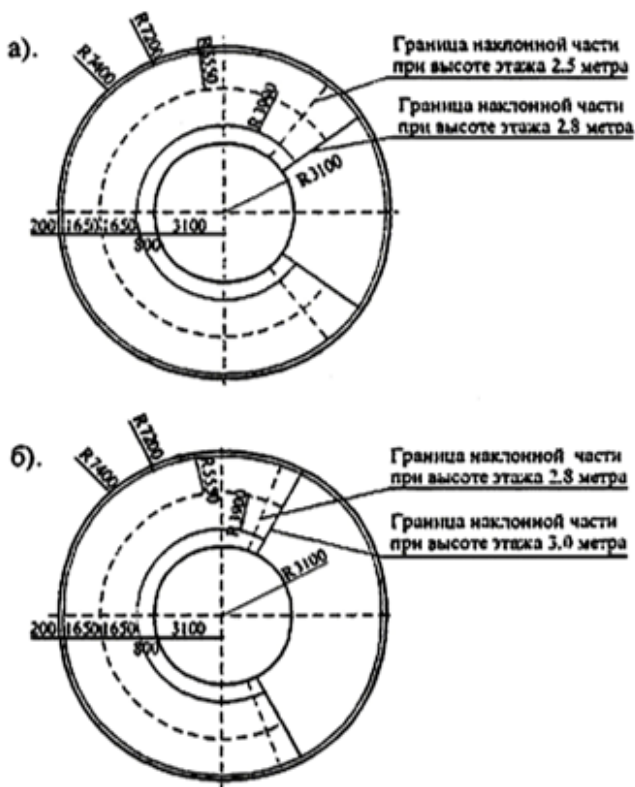 а).
R7400
R7200
R5550
R3900
Граница наклонной части
при высоте этажа 2.5 метра
Граница наклонной части
при высоте этажа 2.8 метра
R3100
200 1650 1650 3100
800
б).
R7400
R7200
R5550
R3900
Граница наклонной части
при высоте этажа 2.8 метра
Граница наклонной части
при высоте этажа 3.0 метра
R3100
200 1650 1650 3100
800